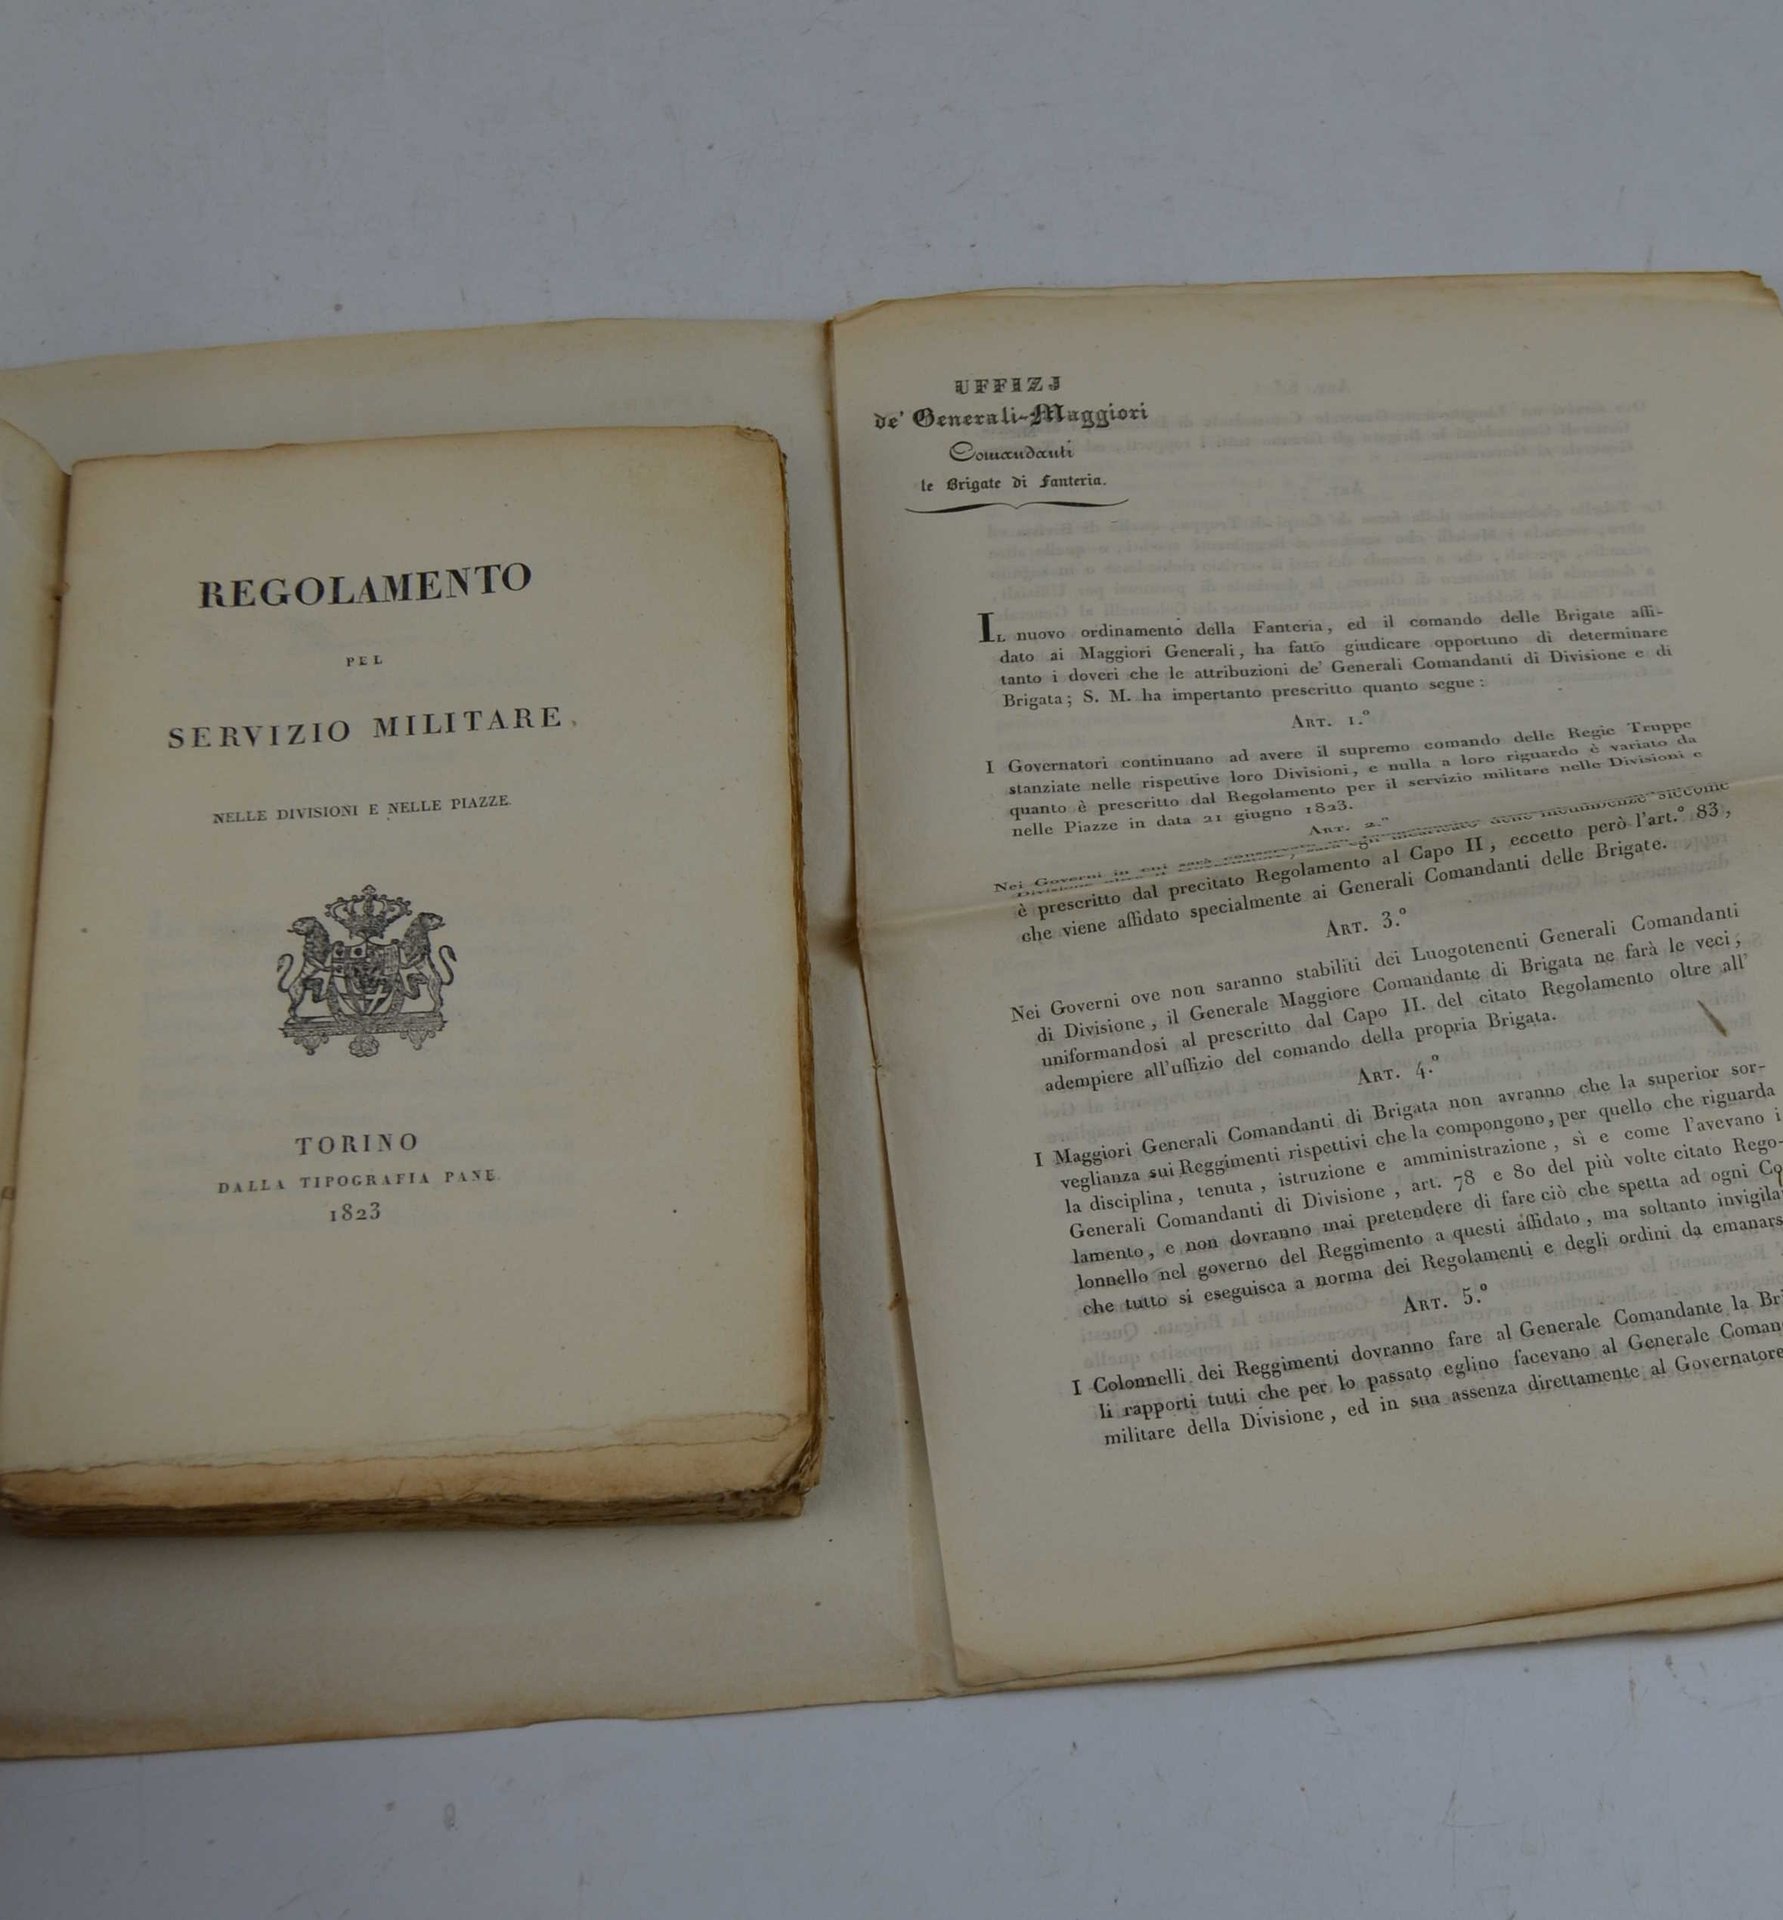 REGOLAMENTO
PEL
SERVIZIO MILITARE
NELLE DIVISIONI E NELLE PIAZZE.
TORINO
DALLA TIPOGRAFIA PANE
1823
UFFIZJ
de' Generali-Maggiori
Comandanti
le Brigate di Fanteria.
IL nuovo ordinamento della Fanteria, ed il comando delle Brigate affi-
dato ai Maggiori Generali, ha fatto giudicare opportuno di determinare
tanto i doveri che le attribuzioni de' Generali Comandanti di Divisione e di
Brigata; S. M. ha impertanto prescritto quanto segue:
ART. 1.º
I Governatori continuano ad avere il supremo comando delle Regie Truppe
stanziate nelle rispettive loro Divisioni, e nulla a loro riguardo è variato da
quanto è prescritto dal Regolamento per il servizio militare nelle Divisioni e
nelle Piazze in data 21 giugno 1823.
ART. 2.º
Nei Governi in cui sarà
siccome
è prescritto dal precitato Regolamento al Capo II, eccetto però l'art.º 83,
che viene affidato specialmente ai Generali Comandanti delle Brigate.
ART. 3.º
Nei Governi ove non saranno stabiliti dei Luogotenenti Generali Comandanti
di Divisione, il Generale Maggiore Comandante di Brigata ne farà le veci,
uniformandosi al prescritto dal Capo II. del citato Regolamento oltre all'
adempiere all'uffizio del comando della propria Brigata.
ART. 4.º
I Maggiori Generali Comandanti di Brigata non avranno che la superior sor-
veglianza sui Reggimenti rispettivi che la compongono, per quello che riguarda
la disciplina, tenuta, istruzione e amministrazione, sì e come l'avevano i
Generali Comandanti di Divisione, art. 78 e 80 del più volte citato Rego-
lamento, e non dovranno mai pretendere di fare ciò che spetta ad ogni Co
lonnello nel governo del Reggimento a questi affidato, ma soltanto invigila
che tutto si eseguisca a norma dei Regolamenti e degli ordini da emanars
ART. 5.º
I Colonnelli dei Reggimenti dovranno fare al Generale Comandante la Bri
li rapporti tutti che per lo passato eglino facevano al Generale Coman
militare della Divisione, ed in sua assenza direttamente al Governatore